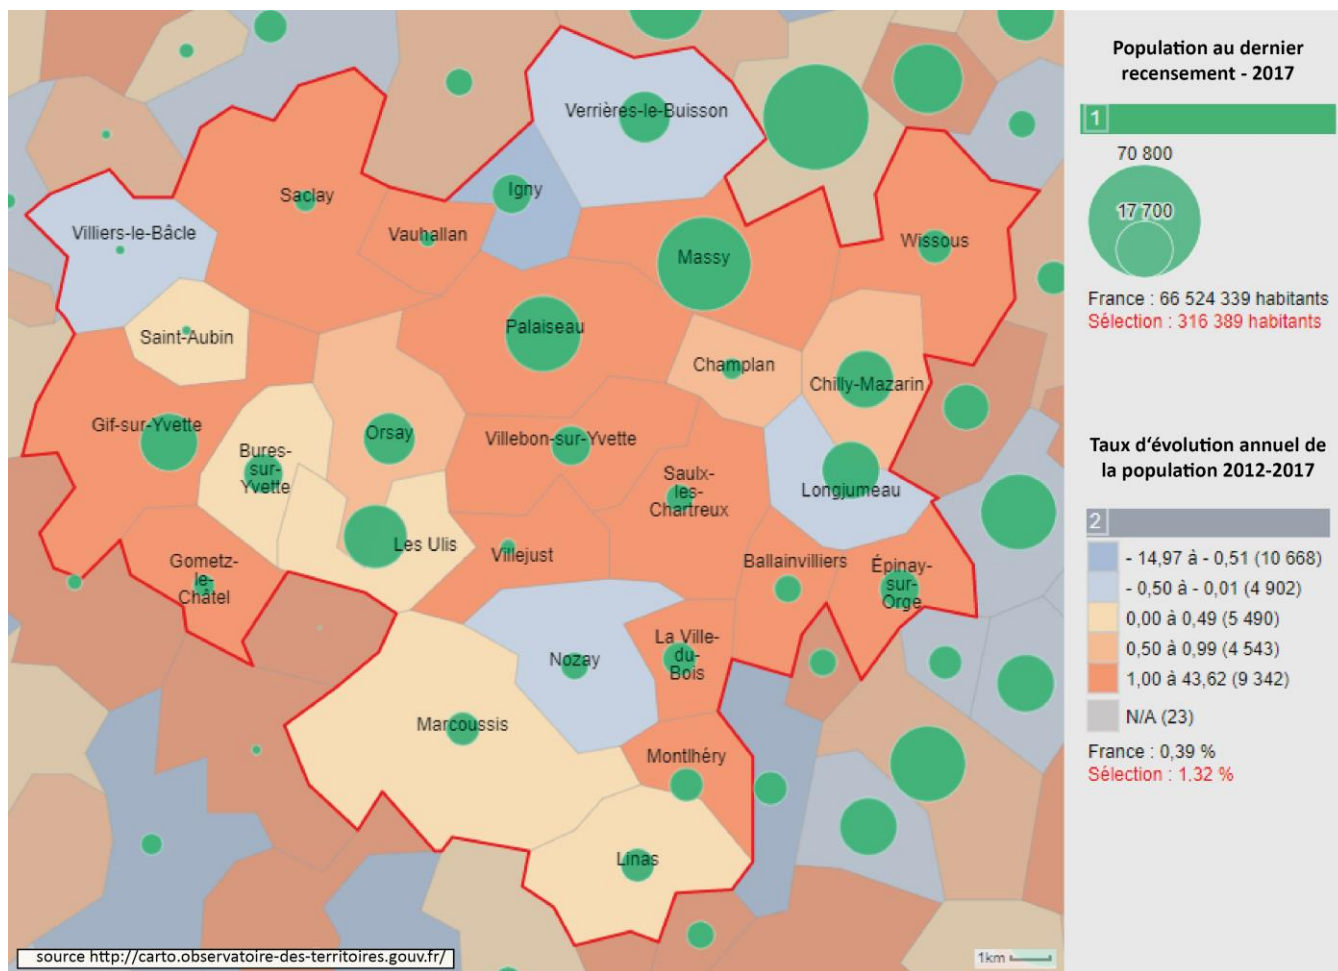 Verrières-le-Buisson
Igny
Saclay
Villiers-le-Bâcle
Vauhallan
Wissous
Massy
Saint-Aubin
Palaiseau
Champlan
Chilly-Mazarin
Gif-sur-Yvette
Orsay
Villebon-sur-Yvette
Bures-
sur-
Yvette
Saulx-
les-
Chartreux
Longjumeau
Les Ulis
Villejust
Gometz-
le-
Châtel
Ballainvilliers
Épinay-
sur-
Orge
La Ville-
du-
Bois
Nozay
Marcoussis
Montlhéry
Linas
source http://carto.observatoire-des-territoires.gouv.fr/
1km
Population au dernier
recensement - 2017
1
70 800
17 700
France : 66 524 339 habitants
Sélection : 316 389 habitants
Taux d'évolution annuel de
la population 2012-2017
2
- 14,97 à - 0,51 (10 668)
- 0,50 à - 0,01 (4 902)
0,00 à 0,49 (5 490)
0,50 à 0,99 (4 543)
1,00 à 43,62 (9 342)
N/A (23)
France : 0,39 %
Sélection : 1,32 %